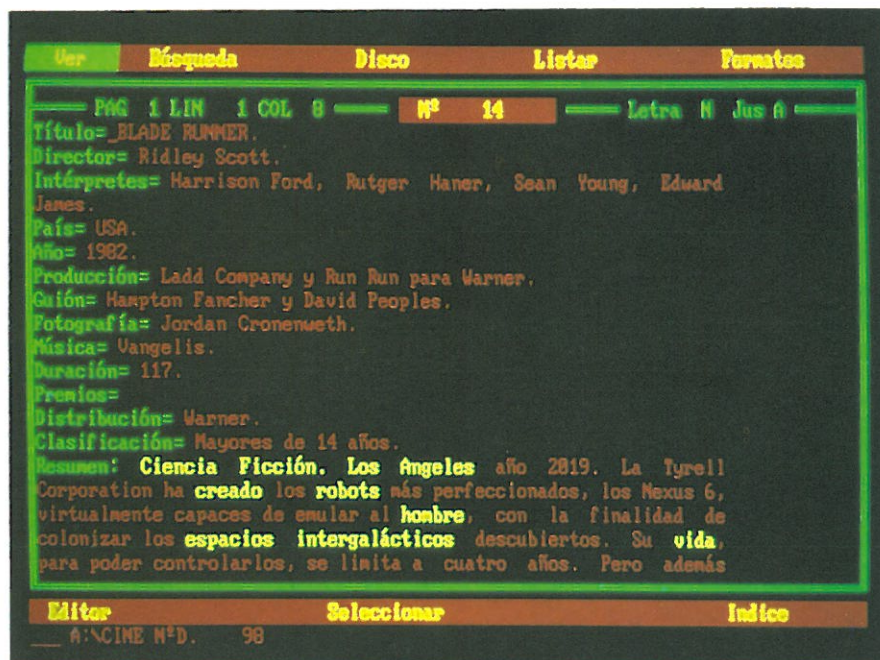 Ver Búsqueda Disco Listar Formatos
PAG 1 LIN 1 COL 8 Nº 14 Letra N Jus A
Título=_BLADE RUNNER.
Director= Ridley Scott.
Intérpretes= Harrison Ford, Rutger Haner, Sean Young, Edward
James.
País= USA.
Año= 1982.
Producción= Ladd Company y Run Run para Warner.
Guión= Hampton Fancher y David Peoples.
Fotografía= Jordan Cronenweth.
Música= Vangelis.
Duración= 117.
Premios=
Distribución= Warner.
Clasificación= Mayores de 14 años.
Resumen: Ciencia Ficción. Los Angeles año 2019. La Tyrell
Corporation ha creado los robots más perfeccionados, los Nexus 6,
virtualmente capaces de emular al hombre, con la finalidad de
colonizar los espacios intergalácticos descubiertos. Su vida,
para poder controlarlos, se limita a cuatro años. Pero además
Editor Seleccionar Indice
___ A:\CINE NºD. 98